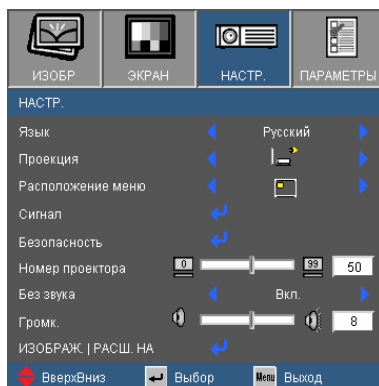 ИЗОБР ЭКРАН НАСТР. ПАРАМЕТРЫ
НАСТР.
Язык Русский
Проекция
Расположение меню
Сигнал
Безопасность
Номер проектора 0 99 50
Без звука Вкл.
Громк. 8
ИЗОБРАЖ. | РАСШ. НА
ВверхВниз Выбор Menu Выход